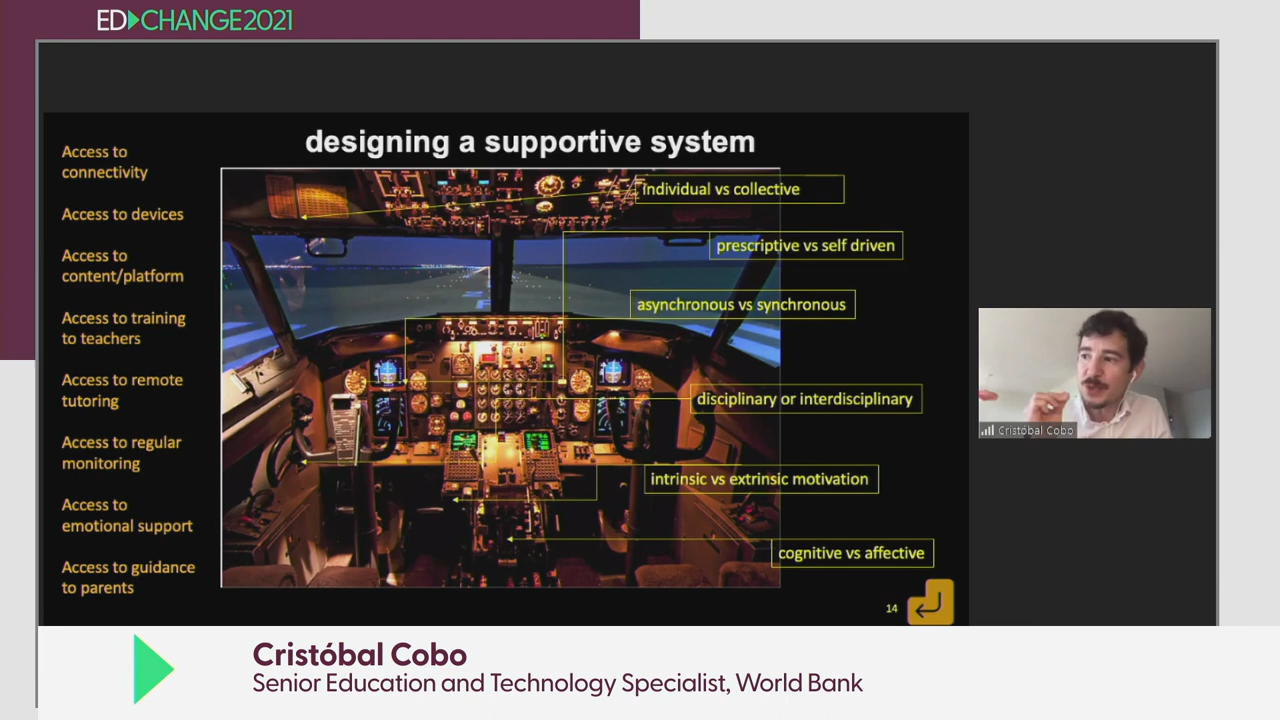 ED CHANGE2021
designing a supportive system
Access to
connectivity
Access to devices
Access to
content/platform
Access to training
to teachers
Access to remote
tutoring
Access to regular
monitoring
Access to
emotional support
Access to guidance
to parents
individual vs collective
prescriptive vs self driven
asynchronous vs synchronous
disciplinary or interdisciplinary
intrinsic vs extrinsic motivation
cognitive vs affective
14
Cristóbal Cobo
Cristóbal Cobo
Senior Education and Technology Specialist, World Bank